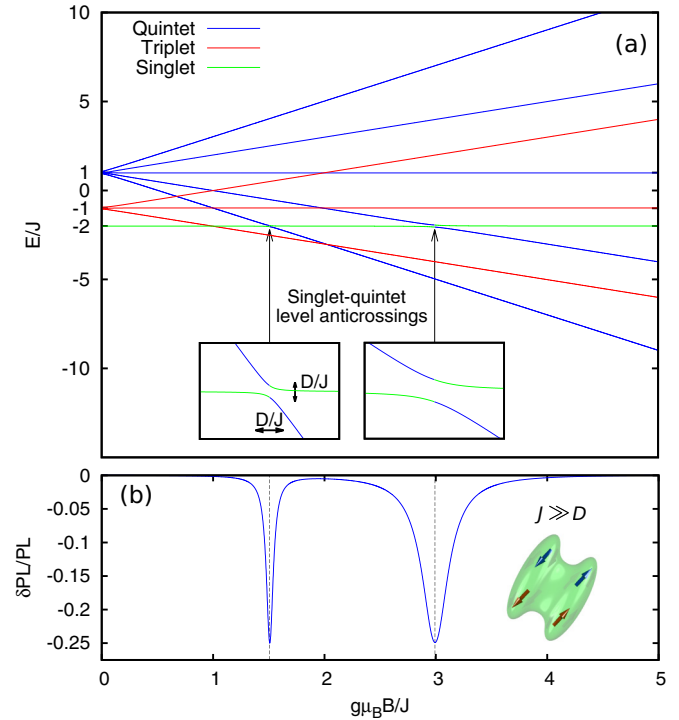 (a)
Quintet
Triplet
Singlet
10
5
1
0
-1
-2
-5
-10
E/J
Singlet-quintet
level anticrossings
D/J
D/J
(b)
J ≫ D
0
-0.05
-0.1
-0.15
-0.2
-0.25
δPL/PL
0 1 2 3 4 5
gμ_BB/J